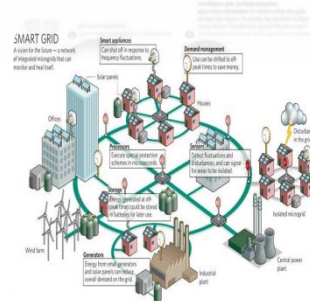 SMART GRID
A vision for the future — a network
of integrated microgrids that can
monitor and heal itself.
Smart appliances
Can shut off in response to
frequency fluctuations.
Demand management
Use can be shifted to off-
peak times to save money.
Solar panels
Houses
Offices
Processors
Execute special protection
schemes in microseconds.
Sensors
Detect fluctuations and
disturbances, and can signal
for areas to be isolated.
Disturbance
in the grid
Storage
Energy generated at off-
peak times could be stored
in batteries for later use.
Isolated microgrid
Wind farm
Generators
Energy from small generators
and solar panels can reduce
overall demand on the grid.
Industrial
plant
Central power
plant